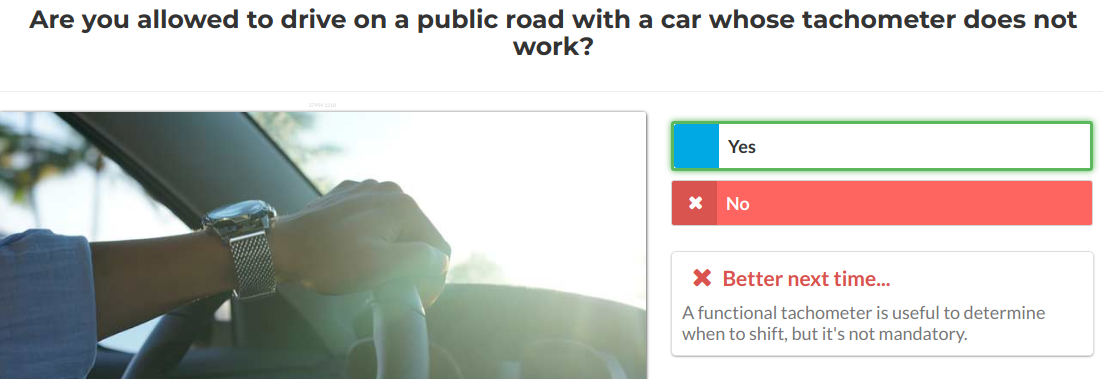 Are you allowed to drive on a public road with a car whose tachometer does not
work?
Yes
No
Better next time...
A functional tachometer is useful to determine
when to shift, but it's not mandatory.